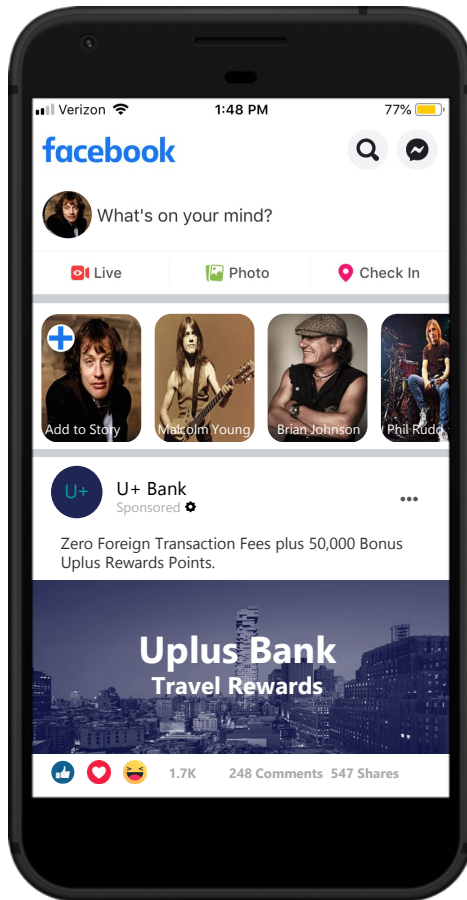 Verizon 1:48 PM 77%
facebook
What's on your mind?
Live Photo Check In
Add to Story Malcolm Young Brian Johnson Phil Rudd
U+ U+ Bank
Sponsored
Zero Foreign Transaction Fees plus 50,000 Bonus
Uplus Rewards Points.
Uplus Bank
Travel Rewards
1.7K 248 Comments 547 Shares